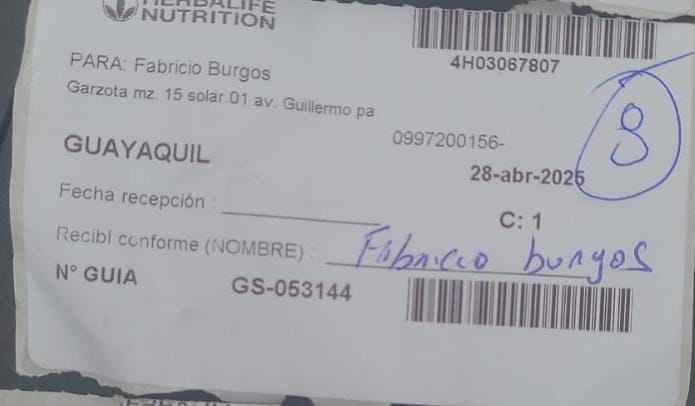 HERBALIFE
NUTRITION
4H03067807
PARA: Fabricio Burgos
Garzota mz. 15 solar.01 av. Guillermo pa
0997200156-
8
GUAYAQUIL
28-abr-2025
Fecha recepción :
C: 1
Recibí conforme (NOMBRE) : Fabricio burgos
N° GUIA
GS-053144